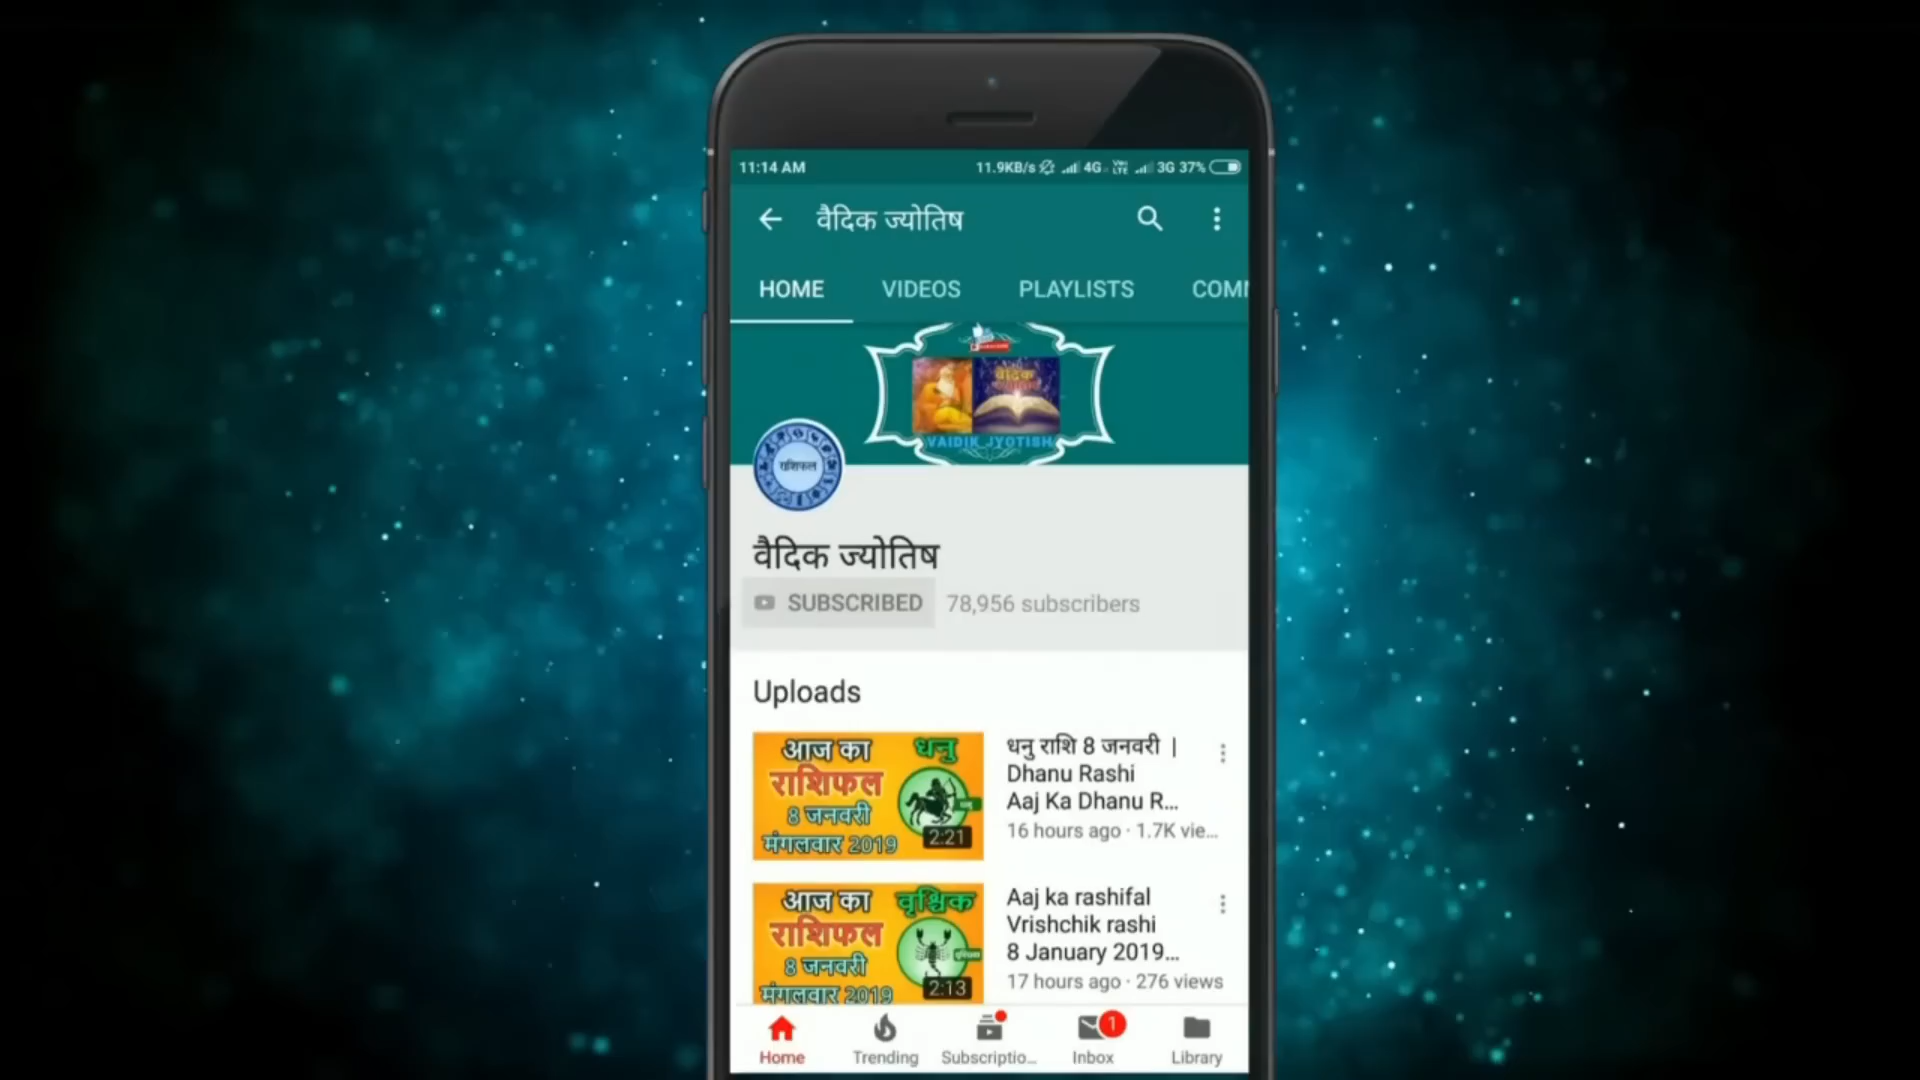 11:14 AM 11.9KB/s 4G VoLTE 3G 37%
वैदिक ज्योतिष
HOME VIDEOS PLAYLISTS COMM
वैदिक
VAIDIK JYOTISH
राशिफल
वैदिक ज्योतिष
SUBSCRIBED 78,956 subscribers
Uploads
आज का धनु
राशिफल
8 जनवरी
मंगलवार 2019
2:21
धनु राशि 8 जनवरी |
Dhanu Rashi
Aaj Ka Dhanu R...
16 hours ago · 1.7K vie...
आज का वृश्चिक
राशिफल
8 जनवरी
मंगलवार 2019
2:13
Aaj ka rashifal
Vrishchik rashi
8 January 2019...
17 hours ago · 276 views
1
Home Trending Subscriptio... Inbox Library